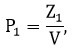 P₁ = Z₁/V,